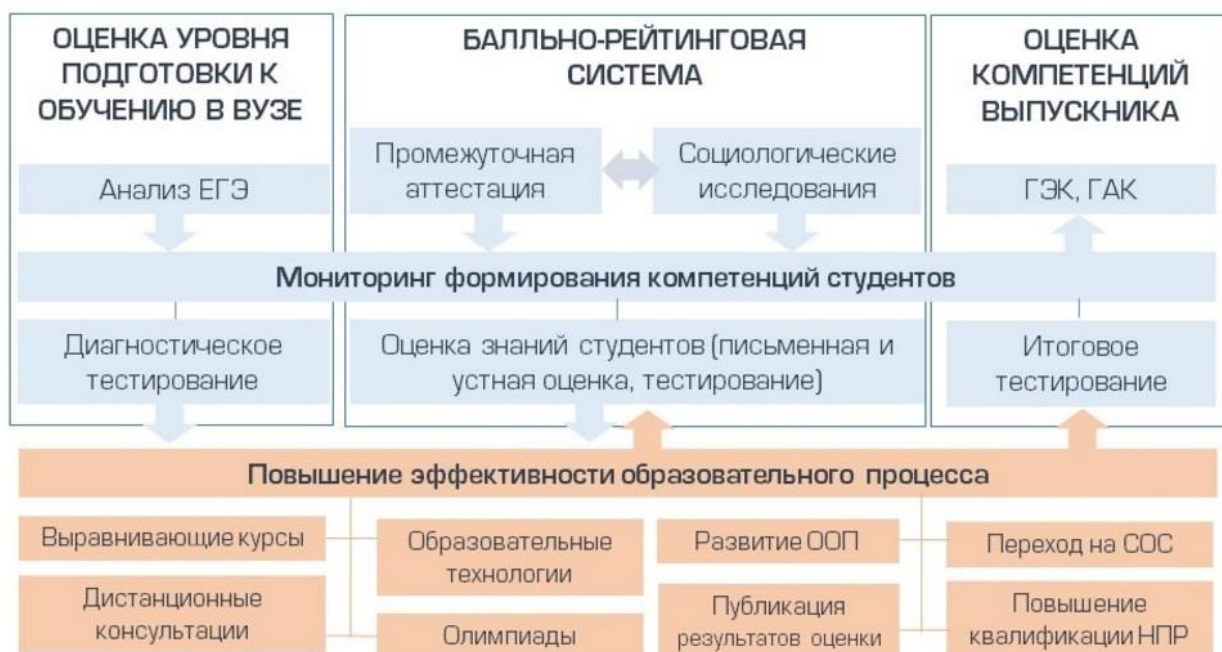 ОЦЕНКА УРОВНЯ
ПОДГОТОВКИ К
ОБУЧЕНИЮ В ВУЗЕ
БАЛЛЬНО-РЕЙТИНГОВАЯ
СИСТЕМА
ОЦЕНКА
КОМПЕТЕНЦИЙ
ВЫПУСКНИКА
Анализ ЕГЭ
Промежуточная
аттестация
Социологические
исследования
ГЭК, ГАК
Мониторинг формирования компетенций студентов
Диагностическое
тестирование
Оценка знаний студентов (письменная и
устная оценка, тестирование)
Итоговое
тестирование
Повышение эффективности образовательного процесса
Выравнивающие курсы
Образовательные
технологии
Развитие ООП
Переход на СОС
Дистанционные
консультации
Олимпиады
Публикация
результатов оценки
Повышение
квалификации НПР